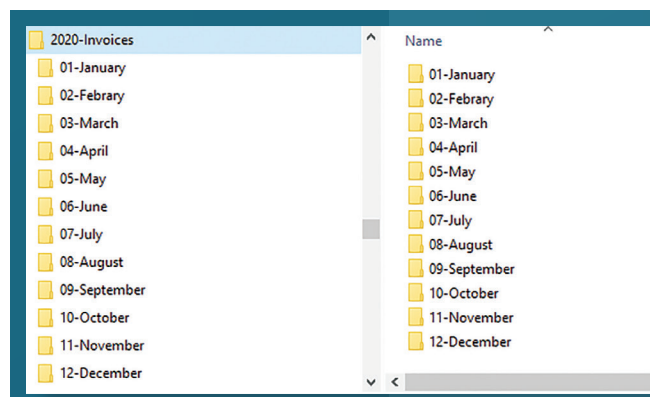 2020-Invoices
01-January
02-Febrary
03-March
04-April
05-May
06-June
07-July
08-August
09-September
10-October
11-November
12-December
Name
01-January
02-Febrary
03-March
04-April
05-May
06-June
07-July
08-August
09-September
10-October
11-November
12-December